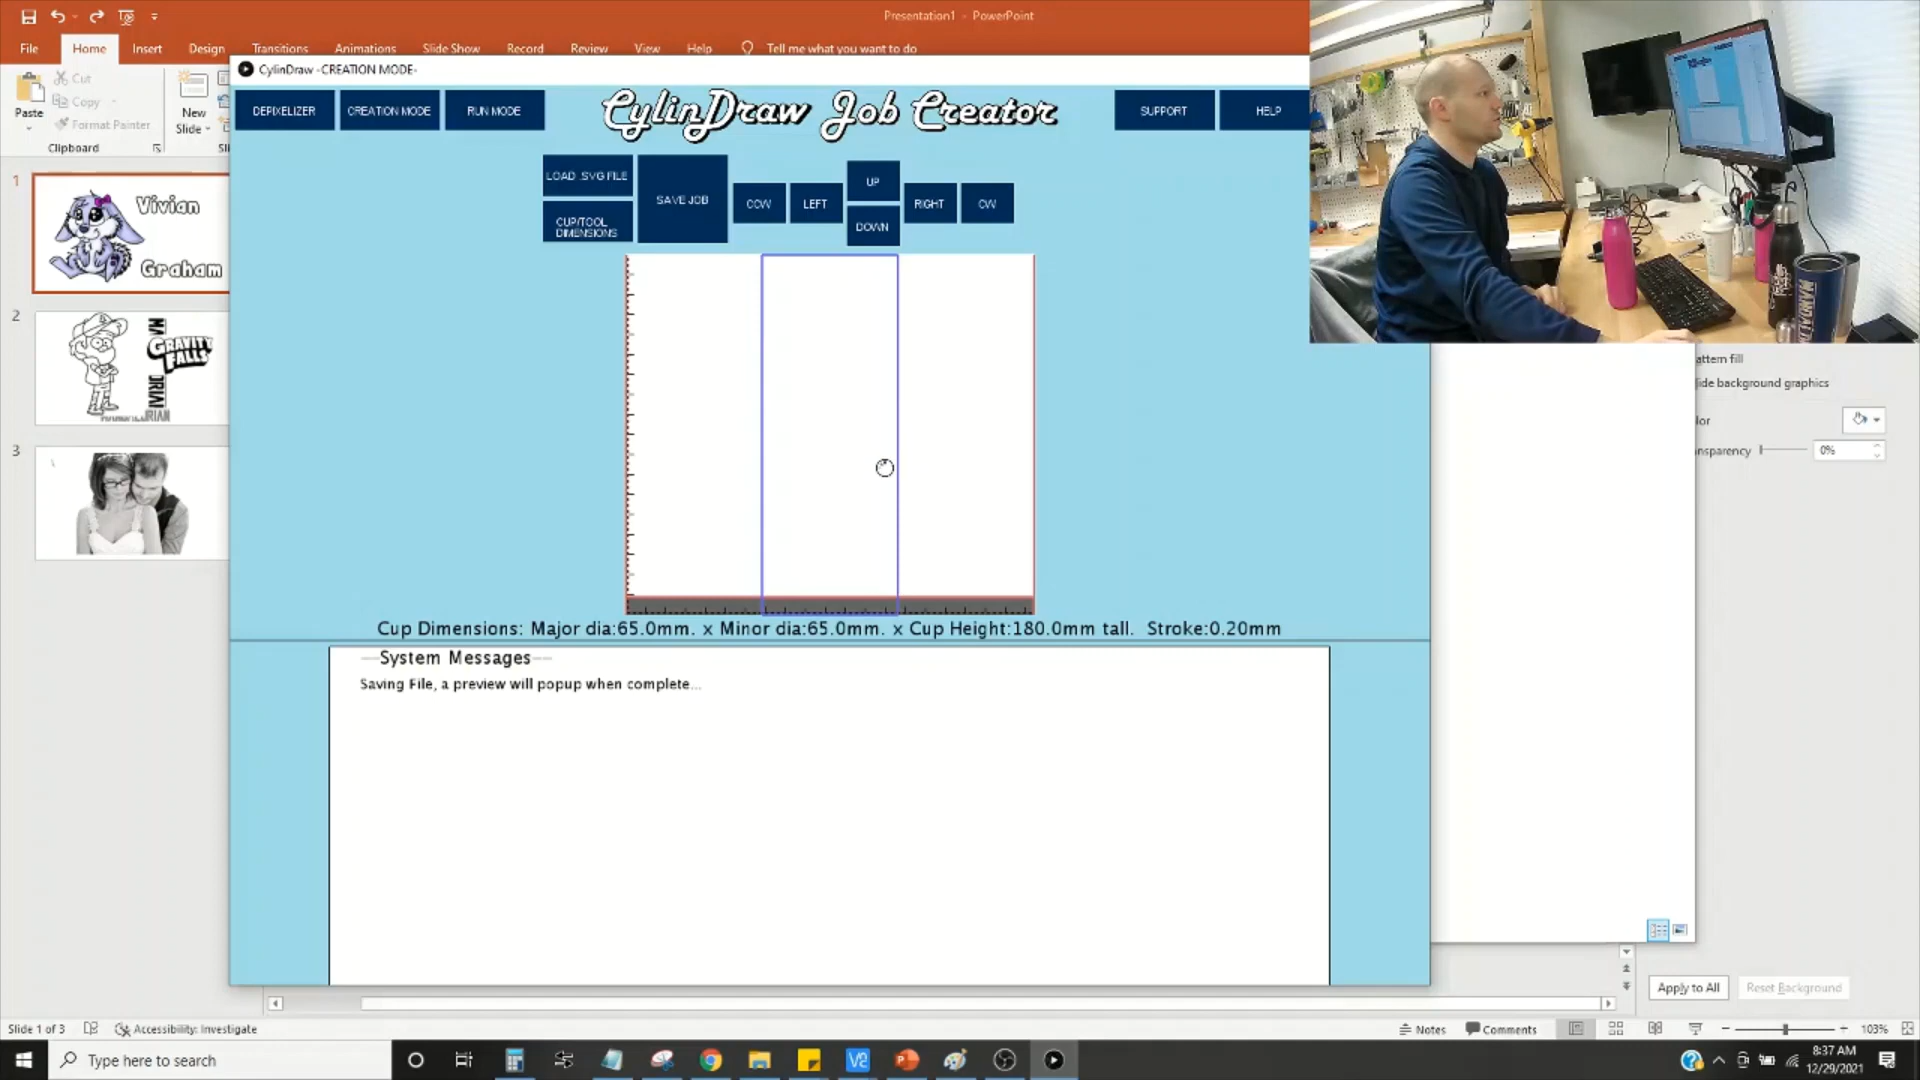 Presentation1 - PowerPoint
File Home Insert Design Transitions Animations Slide Show Record Review View Help Tell me what you want to do
Cut
Copy
Format Painter
Paste
New
Slide
Clipboard
CylinDraw -CREATION MODE-
DEPIXELIZER CREATION MODE RUN MODE
CylinDraw Job Creator
SUPPORT HELP
LOAD .SVG FILE
CUP/TOOL
DIMENSIONS
SAVE JOB
CCW LEFT UP DOWN RIGHT CW
1
Vivian
Graham
2
GRAVITY
FALLS
3
attern fill
ide background graphics
lor
nsparency 0%
Cup Dimensions: Major dia:65.0mm. x Minor dia:65.0mm. x Cup Height:180.0mm tall. Stroke:0.20mm
—System Messages—
Saving File, a preview will popup when complete...
Apply to All Reset Background
Slide 1 of 3 Accessibility: Investigate Notes Comments 103%
Type here to search
8:37 AM
12/29/2021